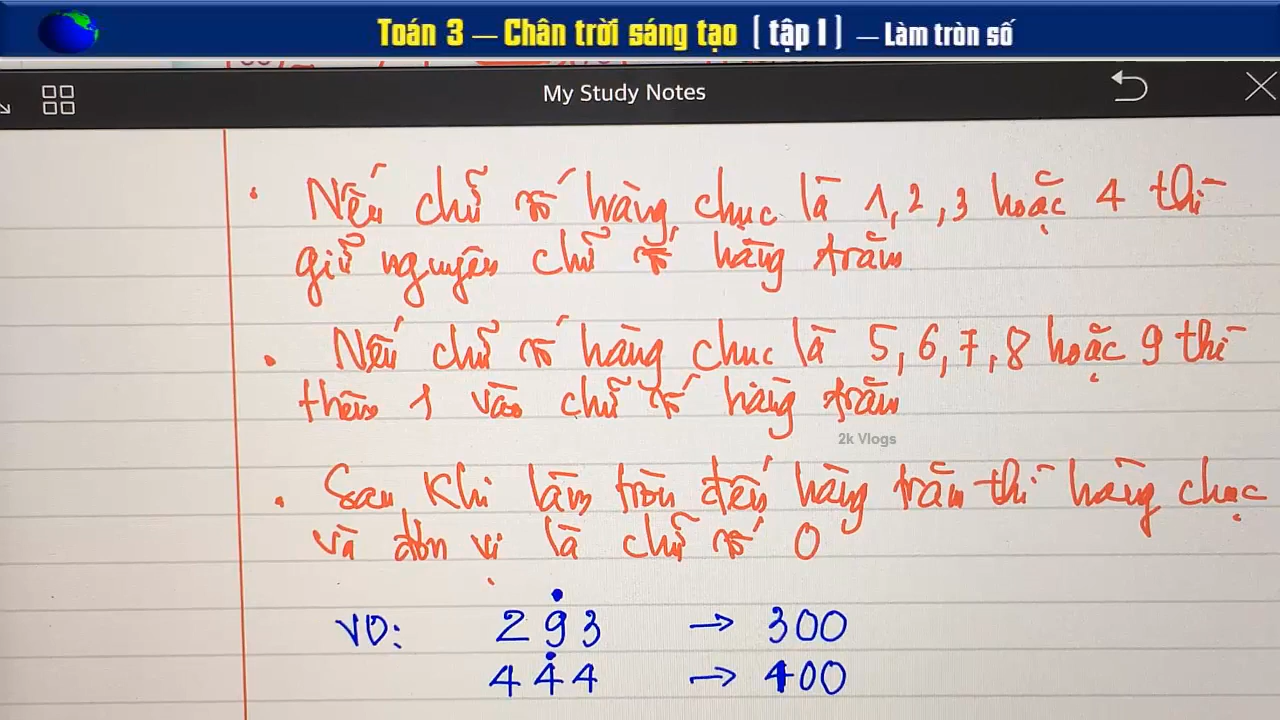 Toán 3 — Chân trời sáng tạo [ tập 1 ] — Làm tròn số
My Study Notes
• Nếu chữ số hàng chục là 1, 2, 3 hoặc 4 thì
giữ nguyên chữ số hàng trăm
• Nếu chữ số hàng chục là 5, 6, 7, 8 hoặc 9 thì
thêm 1 vào chữ số hàng trăm
2k Vlogs
• Sau khi làm tròn đến hàng trăm thì hàng chục
và đơn vị là chữ số 0
VD: 293 → 300
444 → 400